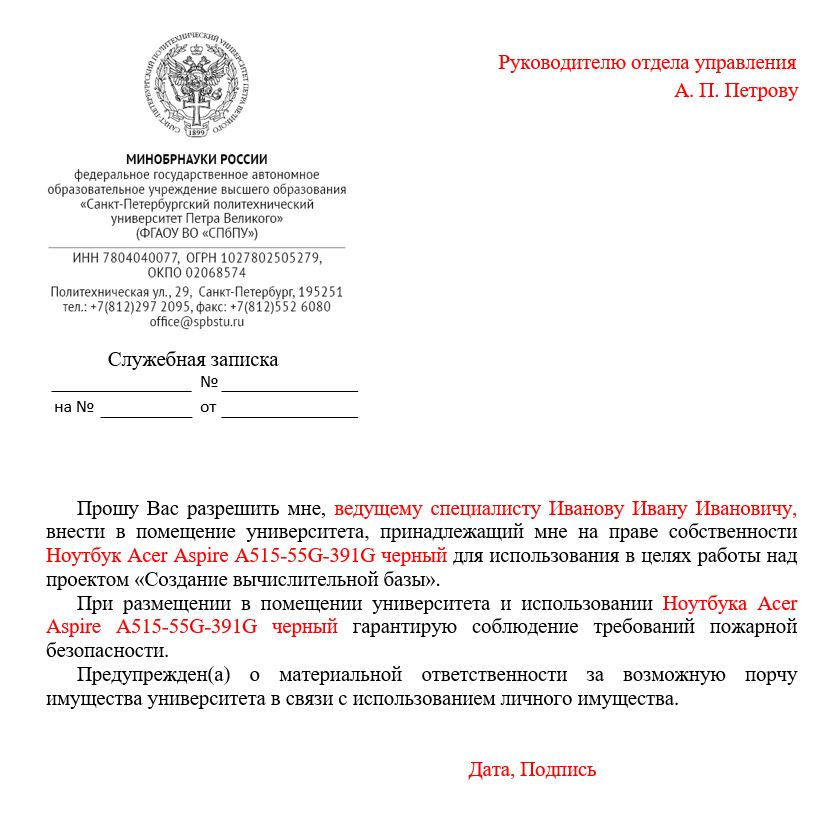 САНКТ-ПЕТЕРБУРГСКИЙ ПОЛИТЕХНИЧЕСКИЙ УНИВЕРСИТЕТ ПЕТРА ВЕЛИКОГО
1899
Руководителю отдела управления
А. П. Петрову
МИНОБРНАУКИ РОССИИ
федеральное государственное автономное
образовательное учреждение высшего образования
«Санкт-Петербургский политехнический
университет Петра Великого»
(ФГАОУ ВО «СПбПУ»)
ИНН 7804040077, ОГРН 1027802505279,
ОКПО 02068574
Политехническая ул., 29, Санкт-Петербург, 195251
тел.: +7(812)297 2095, факс: +7(812)552 6080
office@spbstu.ru
Служебная записка
№
на № от
Прошу Вас разрешить мне, ведущему специалисту Иванову Ивану Ивановичу,
внести в помещение университета, принадлежащий мне на праве собственности
Ноутбук Acer Aspire A515-55G-391G черный для использования в целях работы над
проектом «Создание вычислительной базы».
При размещении в помещении университета и использовании Ноутбука Acer
Aspire A515-55G-391G черный гарантирую соблюдение требований пожарной
безопасности.
Предупрежден(а) о материальной ответственности за возможную порчу
имущества университета в связи с использованием личного имущества.
Дата, Подпись